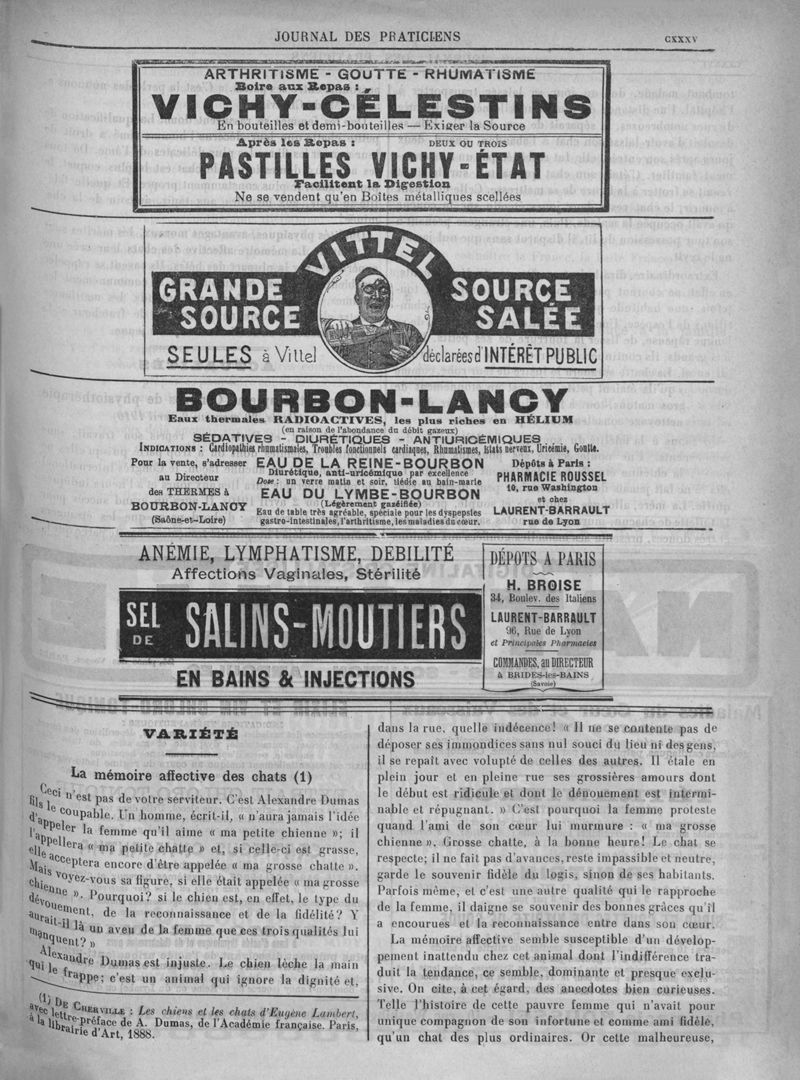 JOURNAL DES PRATICIENS
CXXXV
ARTHRITISME - GOUTTE - RHUMATISME
Boire aux Repas :
VICHY-CÉLESTINS
En bouteilles et demi-bouteilles — Exiger la Source
Après les Repas : DEUX OU TROIS
PASTILLES VICHY-ÉTAT
Facilitent la Digestion
Ne se vendent qu'en Boîtes métalliques scellées
VITTEL
GRANDE SOURCE
SOURCE SALÉE
SEULES à Vittel déclarées d'INTÉRÊT PUBLIC
BOURBON-LANCY
Eaux thermales RADIOACTIVES, les plus riches en HÉLIUM
(en raison de l'abondance du débit gazeux)
SÉDATIVES - DIURÉTIQUES - ANTIURICÉMIQUES
INDICATIONS : Cardiopathies rhumatismales, Troubles fonctionnels cardiaques, Rhumatismes, Etats nerveux, Uricémie, Goutte.
Pour la vente, s'adresser
au Directeur
des THERMES à
BOURBON-LANCY
(Saône-et-Loire)
EAU DE LA REINE-BOURBON
Diurétique, anti-uricémique par excellence
Dose : un verre matin et soir, tiédie au bain-marie
EAU DU LYMBE-BOURBON
(Légèrement gazéifiée)
Eau de table très agréable, spéciale pour les dyspepsies
gastro-intestinales, l'arthritisme, les maladies du cœur.
Dépôts à Paris :
PHARMACIE ROUSSEL
10, rue Washington
et chez
LAURENT-BARRAULT
rue de Lyon
ANÉMIE, LYMPHATISME, DEBILITÉ
Affections Vaginales, Stérilité
SEL DE SALINS-MOUTIERS
EN BAINS & INJECTIONS
DÉPOTS A PARIS
H. BROISE
34, Boulev. des Italiens
LAURENT-BARRAULT
96, Rue de Lyon
et Principales Pharmacies
COMMANDES, au DIRECTEUR
à BRIDES-les-BAINS
(Savoie)
VARIÉTÉ
La mémoire affective des chats (1)
Ceci n'est pas de votre serviteur. C'est Alexandre Dumas
fils le coupable. Un homme, écrit-il, « n'aura jamais l'idée
d'appeler la femme qu'il aime « ma petite chienne »; il
l'appellera « ma petite chatte » et, si celle-ci est grasse,
elle acceptera encore d'être appelée « ma grosse chatte ».
Mais voyez-vous sa figure, si elle était appelée « ma grosse
chienne ». Pourquoi? si le chien est, en effet, le type du
dévouement, de la reconnaissance et de la fidélité? Y
aurait-il là un aveu de la femme que ces trois qualités lui
manquent? »
Alexandre Dumas est injuste. Le chien lèche la main
qui le frappe; c'est un animal qui ignore la dignité et,
(1) DE CHERVILLE : Les chiens et les chats d'Eugène Lambert,
avec lettre-préface de A. Dumas, de l'Académie française. Paris,
à la librairie d'Art, 1888.
dans la rue, quelle indécence! « Il ne se contente pas de
déposer ses immondices sans nul souci du lieu ni des gens,
il se repaît avec volupté de celles des autres. Il étale en
plein jour et en pleine rue ses grossières amours dont
le début est ridicule et dont le dénouement est intermi-
nable et répugnant. » C'est pourquoi la femme proteste
quand l'ami de son cœur lui murmure : « ma grosse
chienne ». Grosse chatte, à la bonne heure! Le chat se
respecte; il ne fait pas d'avances, reste impassible et neutre,
garde le souvenir fidèle du logis, sinon de ses habitants.
Parfois même, et c'est une autre qualité qui le rapproche
de la femme, il daigne se souvenir des bonnes grâces qu'il
a encourues et la reconnaissance entre dans son cœur.
La mémoire affective semble susceptible d'un dévelop-
pement inattendu chez cet animal dont l'indifférence tra-
duit la tendance, ce semble, dominante et presque exclu-
sive. On cite, à cet égard, des anecdotes bien curieuses.
Telle l'histoire de cette pauvre femme qui n'avait pour
unique compagnon de son infortune et comme ami fidèle,
qu'un chat des plus ordinaires. Or cette malheureuse,